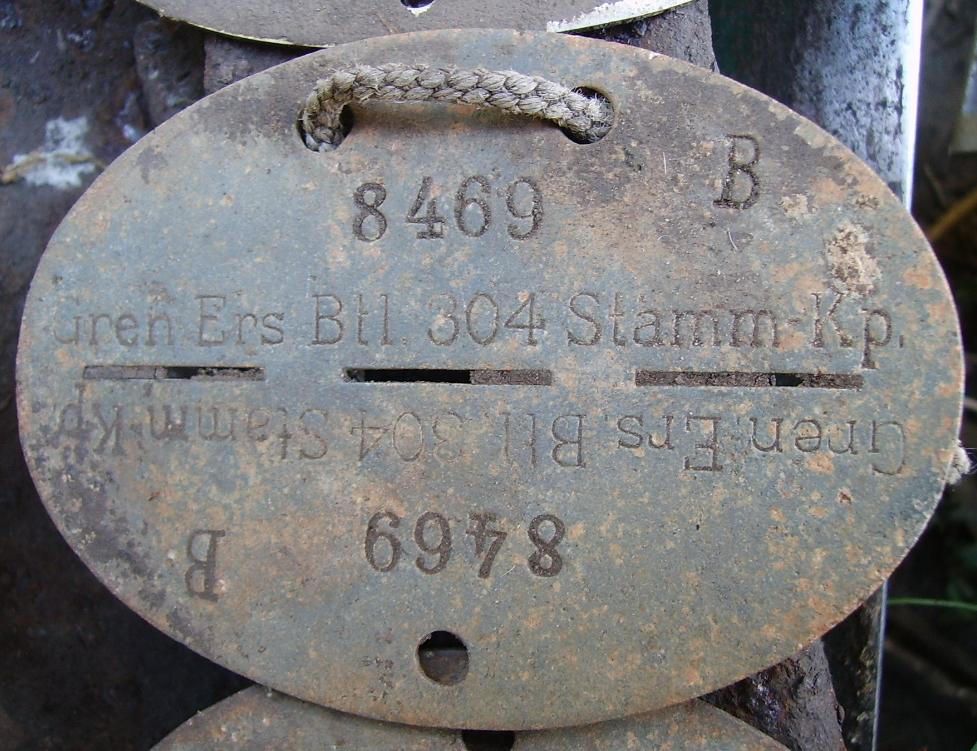 B
8469
Gren Ers Btl. 304 Stamm-Kp.
Gren. Ers. Btl. 304 Stamm-Kp.
8469
B